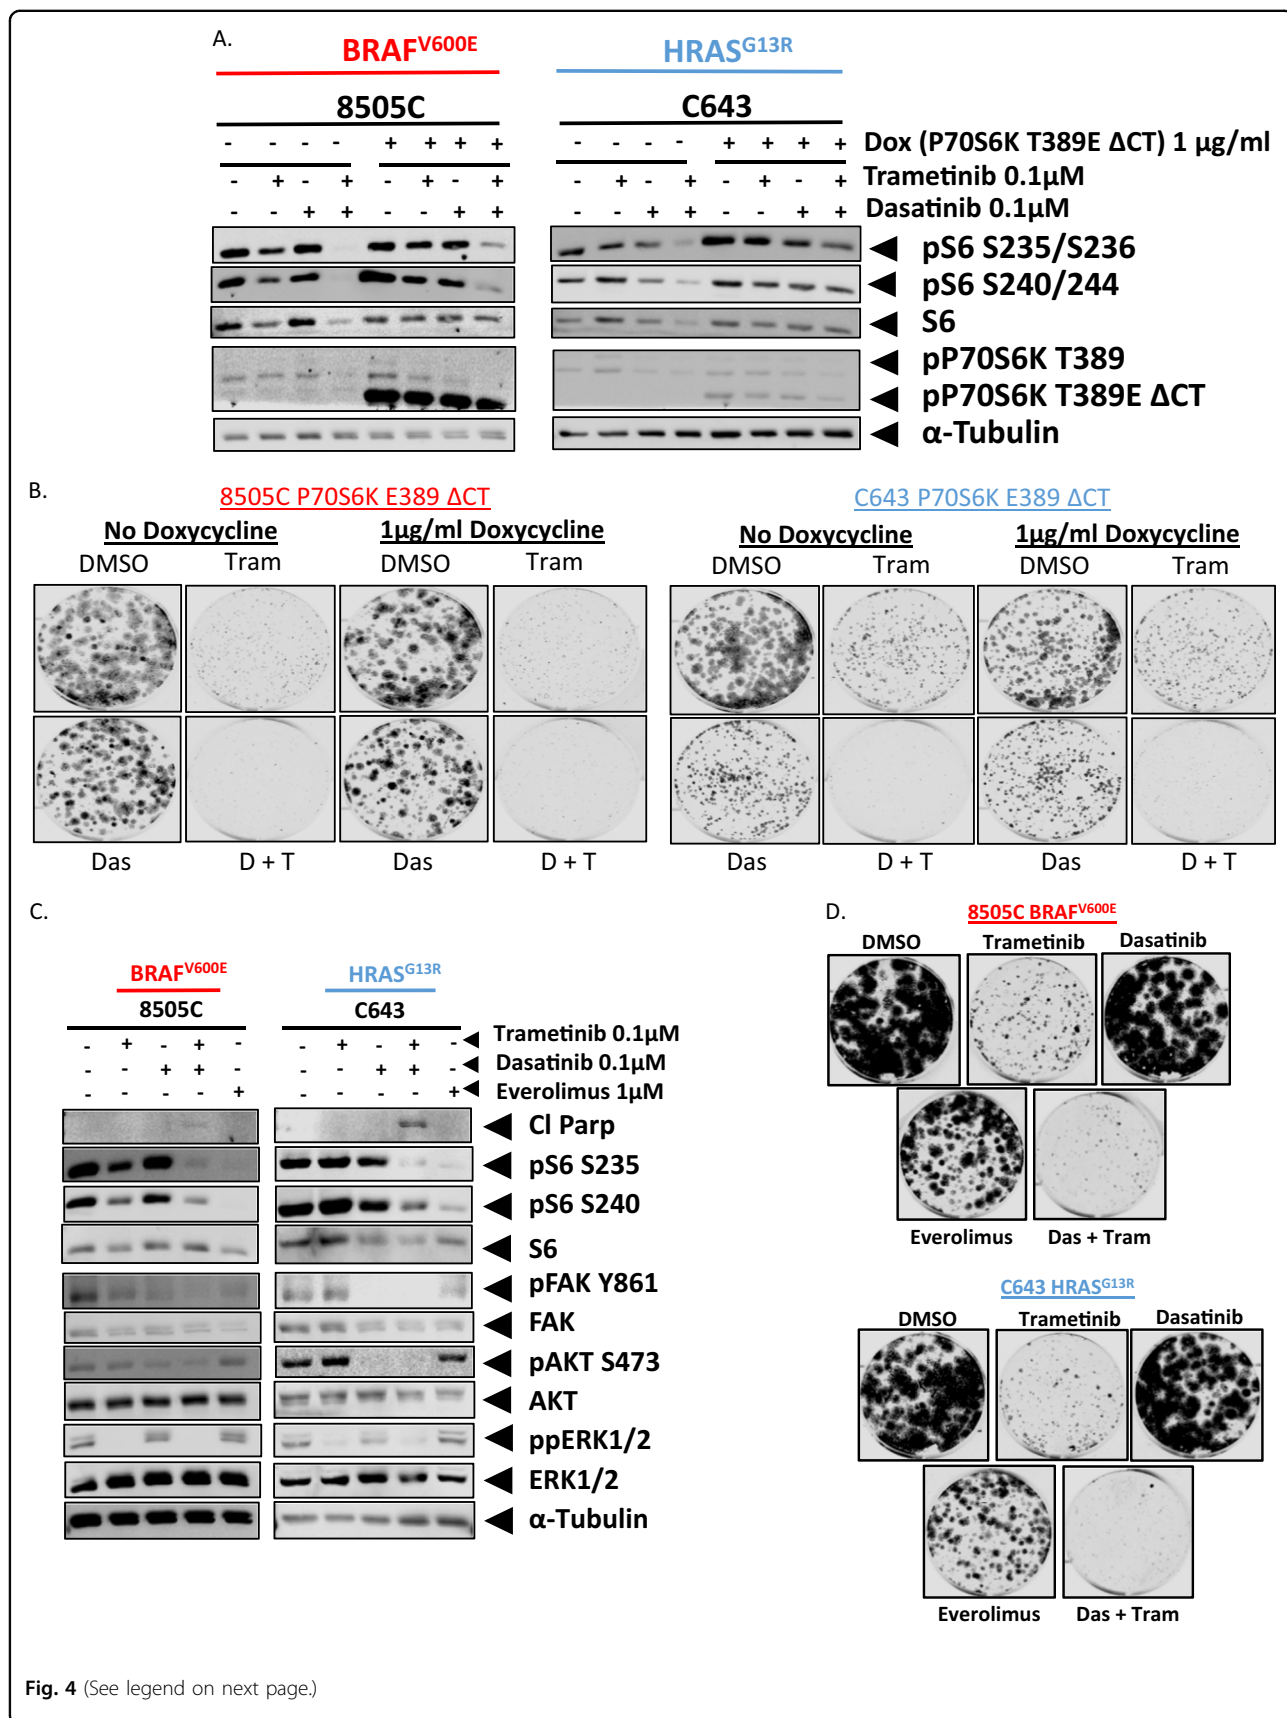 A.
BRAFV600E HRASG13R
8505C C643
- - - - + + + + - - - - + + + + Dox (P70S6K T389E ΔCT) 1 μg/ml
- + - + - + - + - + - + - + - + Trametinib 0.1μM
- - + + - - + + - - + + - - + + Dasatinib 0.1μM
pS6 S235/S236
pS6 S240/244
S6
pP70S6K T389
pP70S6K T389E ΔCT
α-Tubulin
B.
8505C P70S6K E389 ΔCT C643 P70S6K E389 ΔCT
No Doxycycline 1μg/ml Doxycycline No Doxycycline 1μg/ml Doxycycline
DMSO Tram DMSO Tram DMSO Tram DMSO Tram
Das D + T Das D + T Das D + T Das D + T
C.
BRAFV600E HRASG13R
8505C C643
- + - + - - + - + - Trametinib 0.1μM
- - + + - - - + + - Dasatinib 0.1μM
- - - - + - - - - + Everolimus 1μM
Cl Parp
pS6 S235
pS6 S240
S6
pFAK Y861
FAK
pAKT S473
AKT
ppERK1/2
ERK1/2
α-Tubulin
D.
8505C BRAFV600E
DMSO Trametinib Dasatinib
Everolimus Das + Tram
C643 HRASG13R
DMSO Trametinib Dasatinib
Everolimus Das + Tram
Fig. 4 (See legend on next page.)